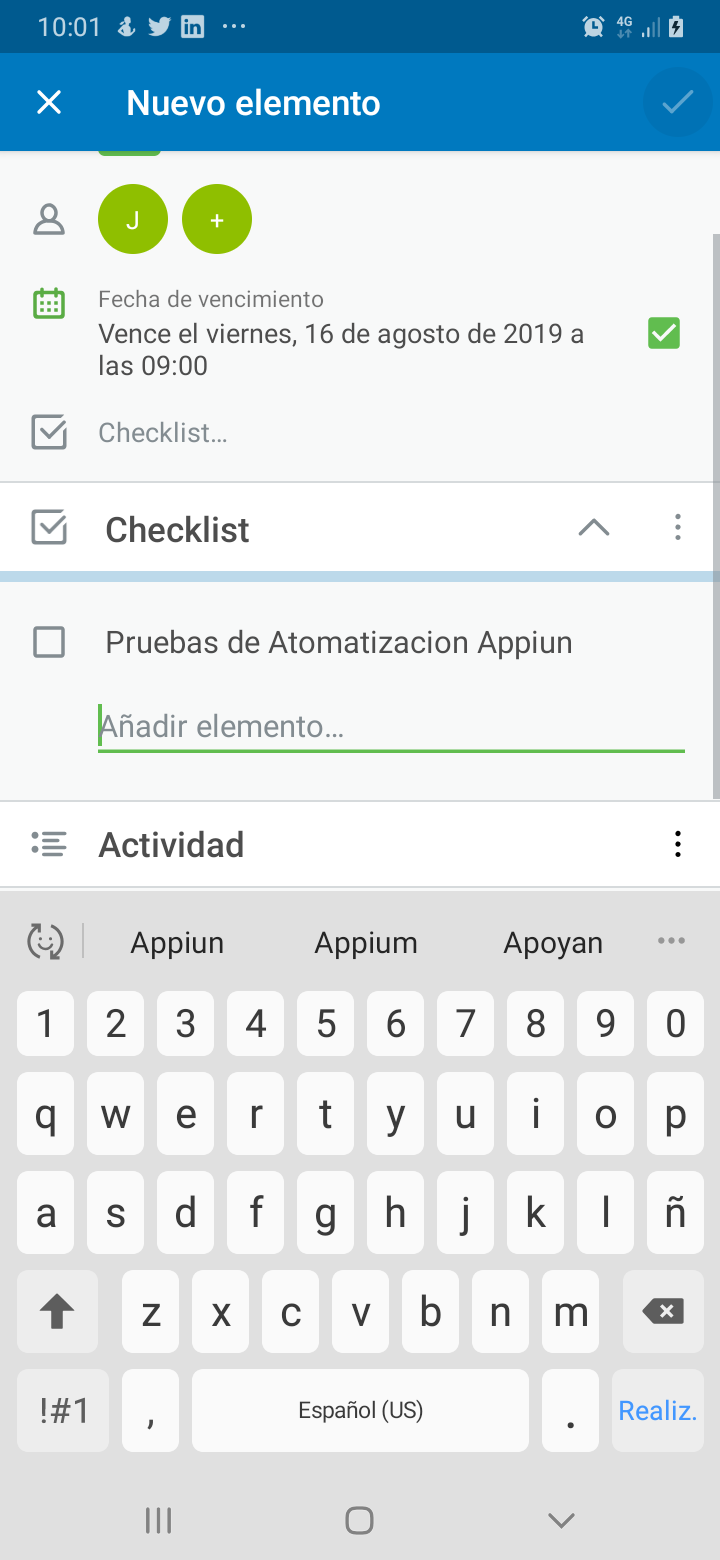 10:01 4G
Nuevo elemento
J +
Fecha de vencimiento
Vence el viernes, 16 de agosto de 2019 a
las 09:00
Checklist...
Checklist
Pruebas de Atomatizacion Appiun
Añadir elemento...
Actividad
Appiun Appium Apoyan
1 2 3 4 5 6 7 8 9 0
q w e r t y u i o p
a s d f g h j k l ñ
z x c v b n m
!#1 , Español (US) . Realiz.